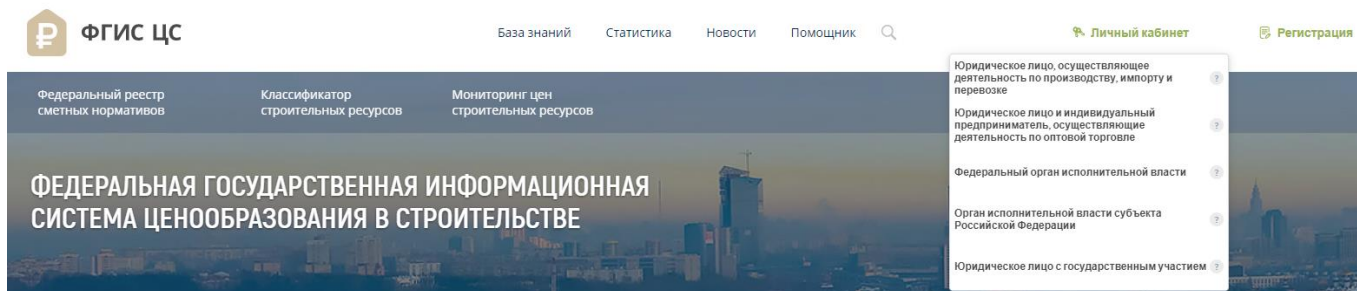 ФГИС ЦС
База знаний
Статистика
Новости
Помощник
Личный кабинет
Регистрация
Федеральный реестр
сметных нормативов
Классификатор
строительных ресурсов
Мониторинг цен
строительных ресурсов
ФЕДЕРАЛЬНАЯ ГОСУДАРСТВЕННАЯ ИНФОРМАЦИОННАЯ
СИСТЕМА ЦЕНООБРАЗОВАНИЯ В СТРОИТЕЛЬСТВЕ
Юридическое лицо, осуществляющее
деятельность по производству, импорту и
перевозке
?
Юридическое лицо и индивидуальный
предприниматель, осуществляющие
деятельность по оптовой торговле
?
Федеральный орган исполнительной власти
?
Орган исполнительной власти субъекта
Российской Федерации
?
Юридическое лицо с государственным участием
?